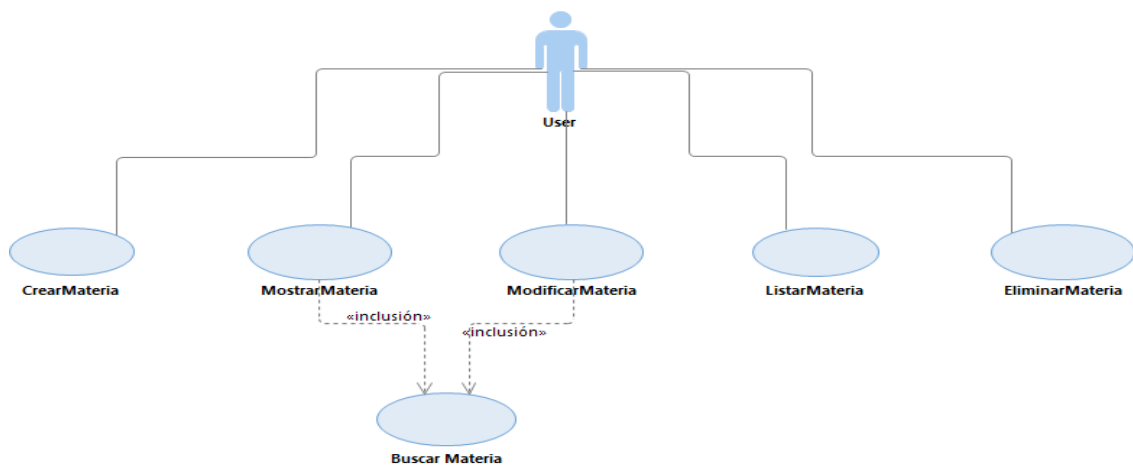 User
CrearMateria
MostrarMateria
ModificarMateria
ListarMateria
EliminarMateria
«inclusión»
«inclusión»
Buscar Materia